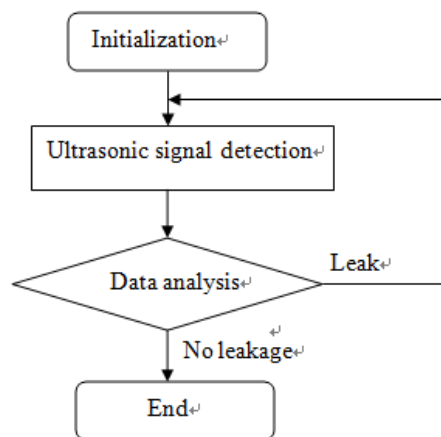 Initialization↵
Ultrasonic signal detection↵
Data analysis↵
Leak↵
↵
No leakage↵
End↵